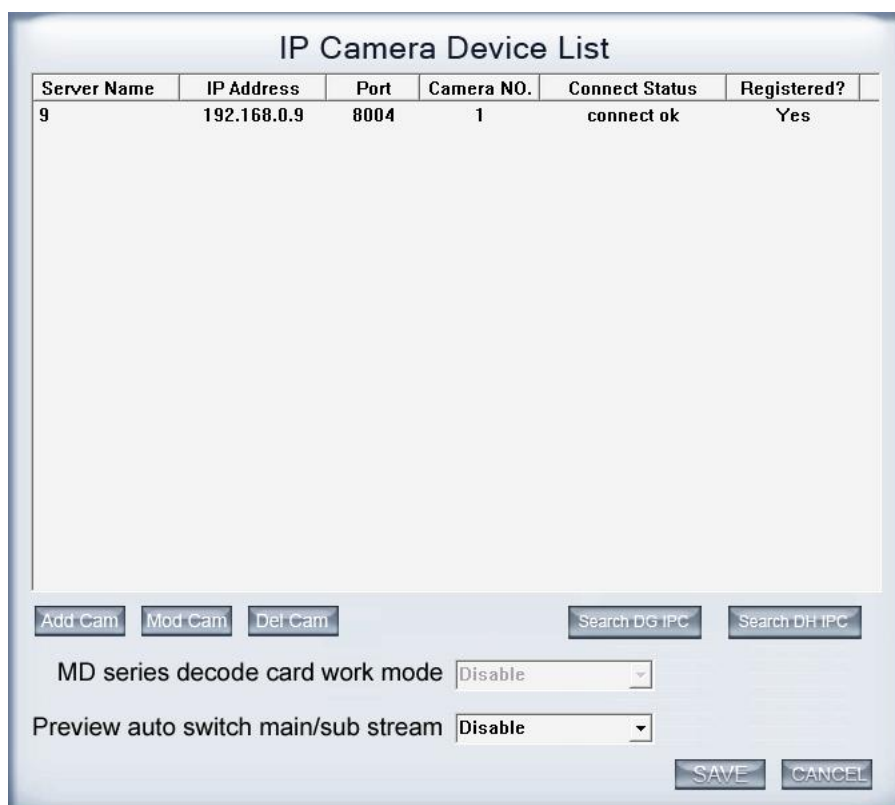 IP Camera Device List
Server Name IP Address Port Camera NO. Connect Status Registered?
9 192.168.0.9 8004 1 connect ok Yes
Add Cam Mod Cam Del Cam Search DG IPC Search DH IPC
MD series decode card work mode Disable
Preview auto switch main/sub stream Disable
SAVE CANCEL